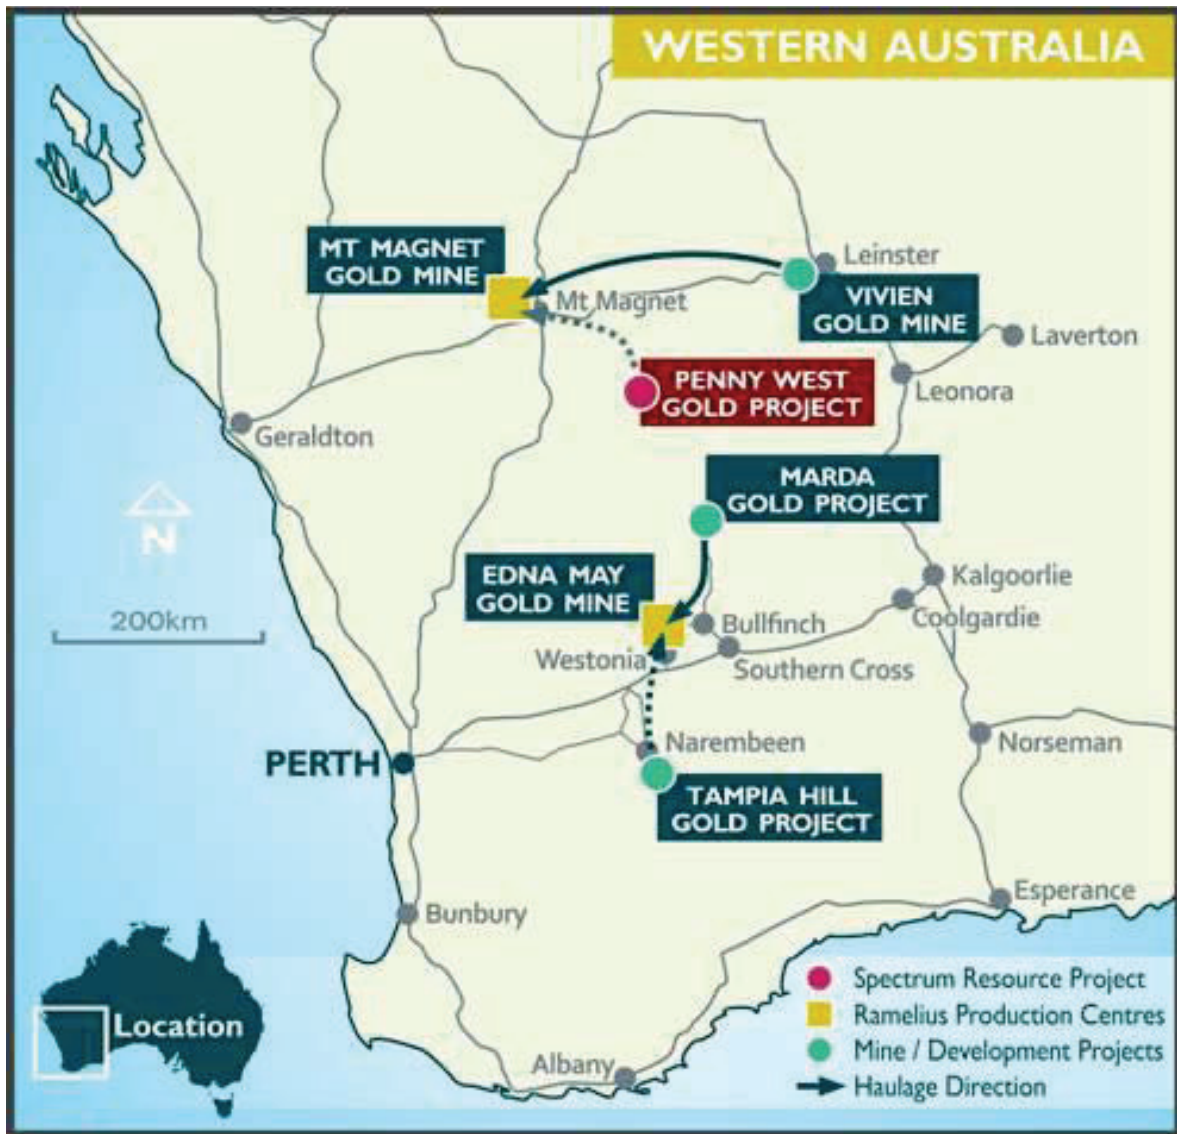 WESTERN AUSTRALIA
MT MAGNET
GOLD MINE
Leinster
Mt Magnet
VIVIEN
GOLD MINE
Laverton
PENNY WEST
GOLD PROJECT
Leonora
Geraldton
MARDA
GOLD PROJECT
N
EDNA MAY
GOLD MINE
Kalgoorlie
Coolgardie
200km
Bullfinch
Westonia
Southern Cross
Narembeen
Norseman
PERTH
TAMPIA HILL
GOLD PROJECT
Esperance
Bunbury
Location
Albany
Spectrum Resource Project
Ramelius Production Centres
Mine / Development Projects
Haulage Direction